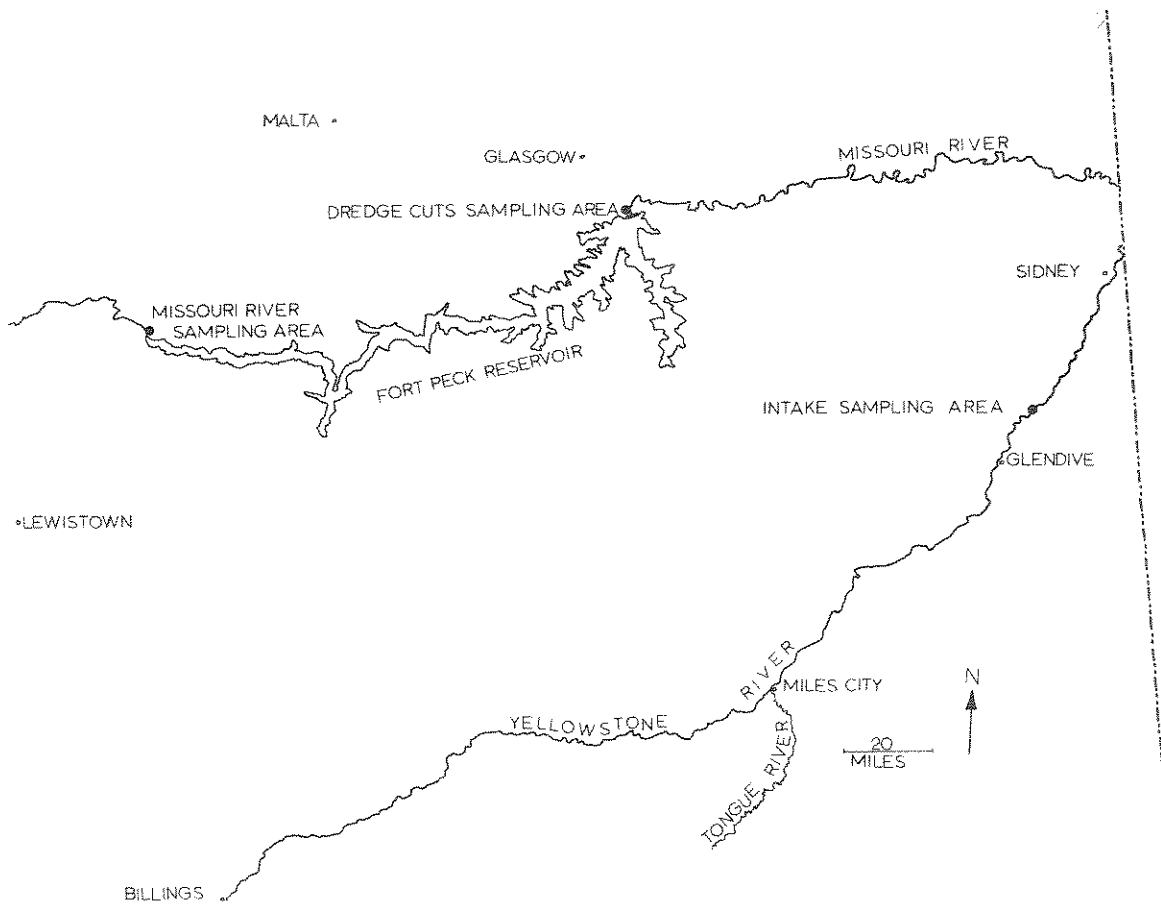 MALTA
GLASGOW
MISSOURI RIVER
DREDGE CUTS SAMPLING AREA
SIDNEY
MISSOURI RIVER
SAMPLING AREA
FORT PECK RESERVOIR
INTAKE SAMPLING AREA
GLENDIVE
LEWISTOWN
MILES CITY
YELLOWSTONE RIVER
N
20
MILES
TONGUE RIVER
BILLINGS